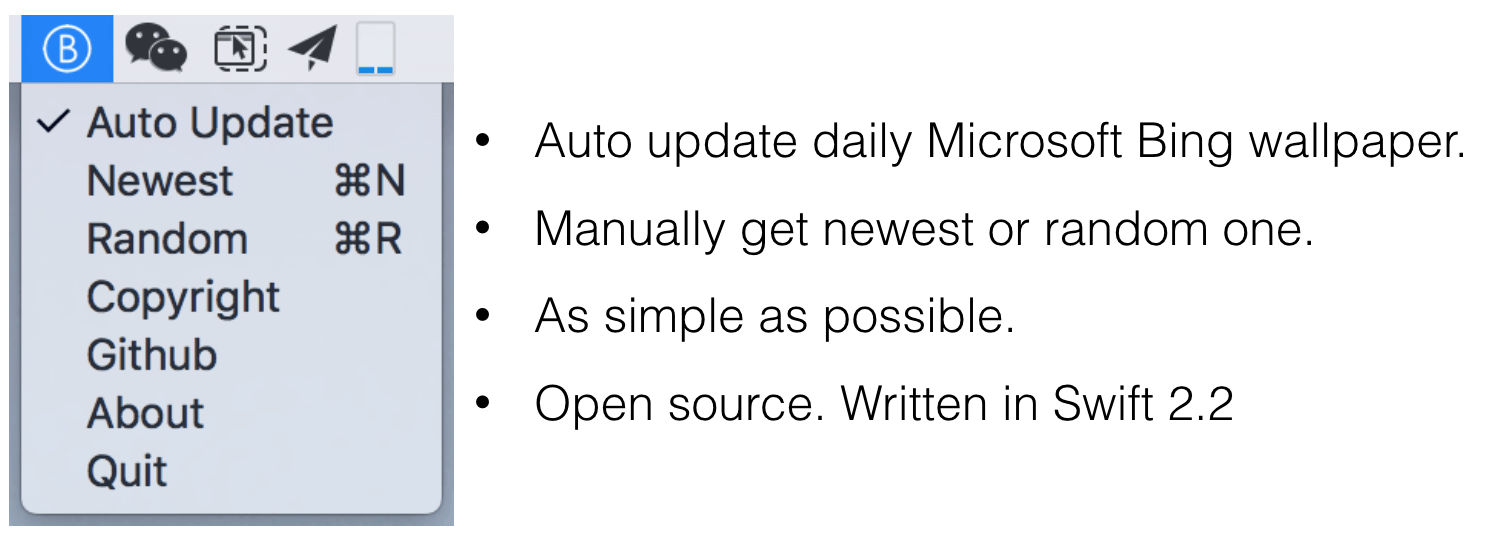 B
✓ Auto Update
Newest ⌘N
Random ⌘R
Copyright
Github
About
Quit
• Auto update daily Microsoft Bing wallpaper.
• Manually get newest or random one.
• As simple as possible.
• Open source. Written in Swift 2.2